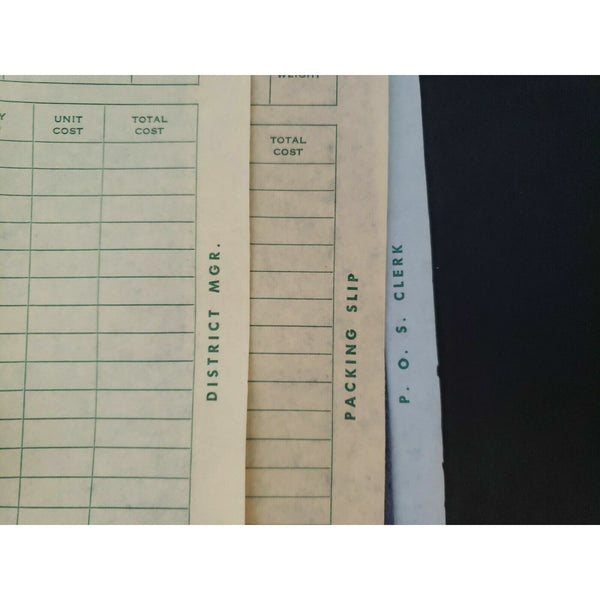 WEIGHT
UNIT
COST
TOTAL
COST
TOTAL
COST
DISTRICT MGR.
PACKING SLIP
P. O. S. CLERK